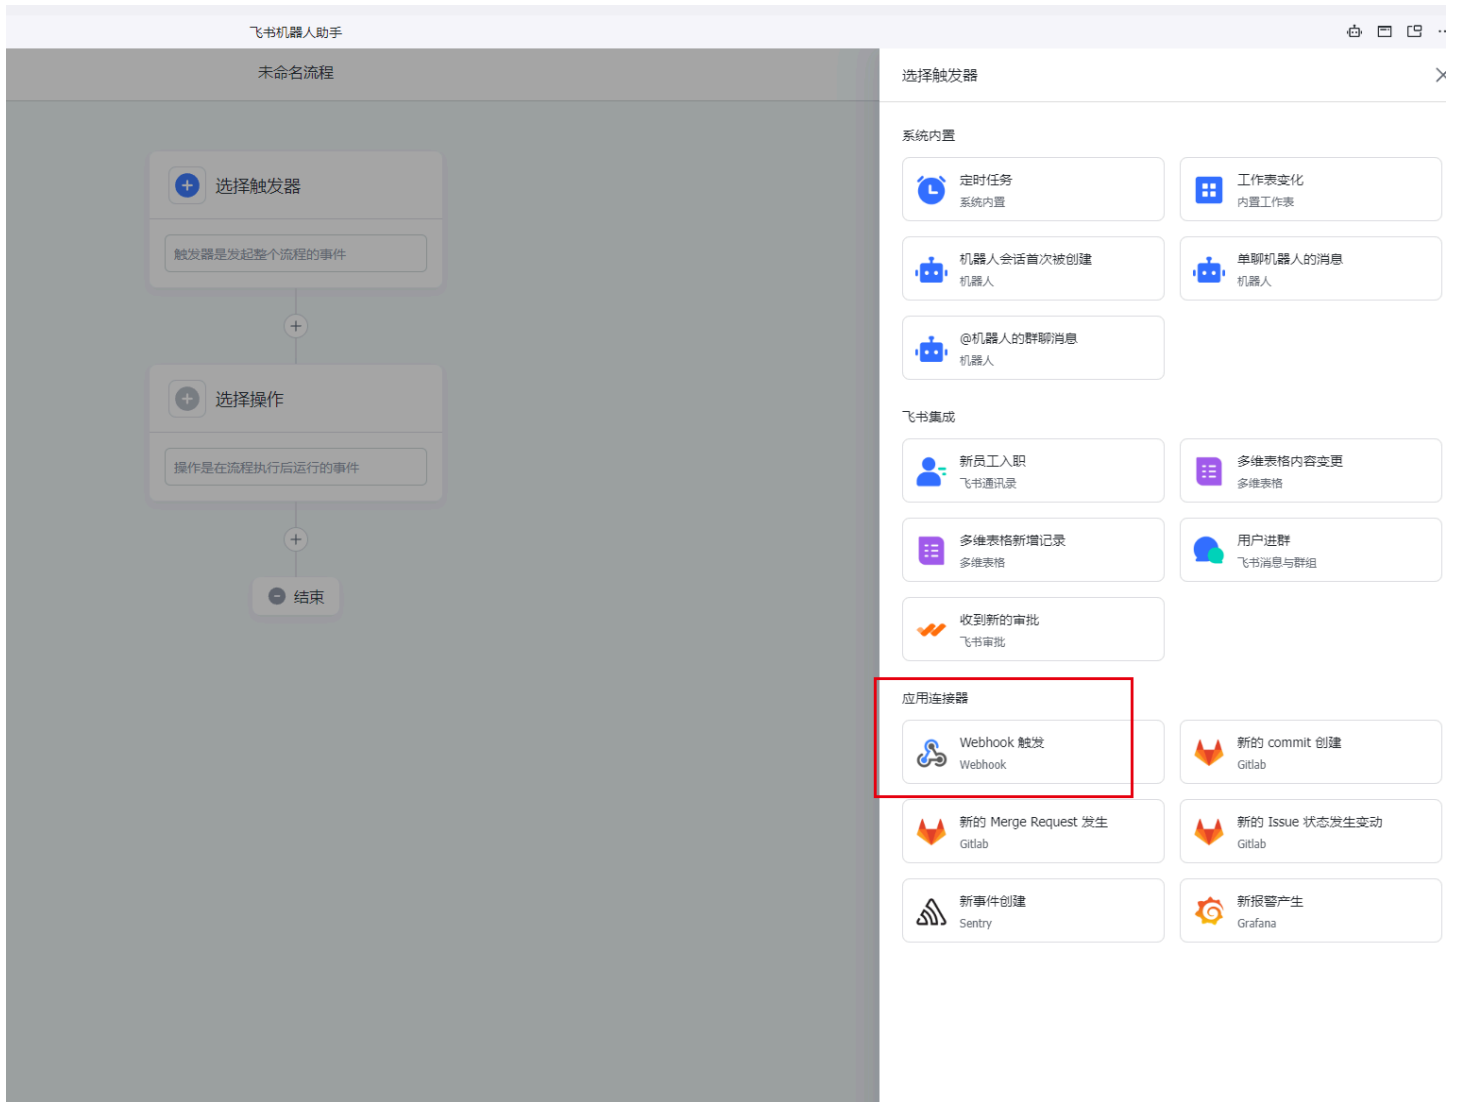 飞书机器人助手
未命名流程
选择触发器
触发器是发起整个流程的事件
选择操作
操作是在流程执行后运行的事件
结束
选择触发器
系统内置
定时任务
系统内置
工作表变化
内置工作表
机器人会话首次被创建
机器人
单聊机器人的消息
机器人
@机器人的群聊消息
机器人
飞书集成
新员工入职
飞书通讯录
多维表格内容变更
多维表格
多维表格新增记录
多维表格
用户进群
飞书消息与群组
收到新的审批
飞书审批
应用连接器
Webhook 触发
Webhook
新的 commit 创建
Gitlab
新的 Merge Request 发生
Gitlab
新的 Issue 状态发生变动
Gitlab
新事件创建
Sentry
新报警产生
Grafana